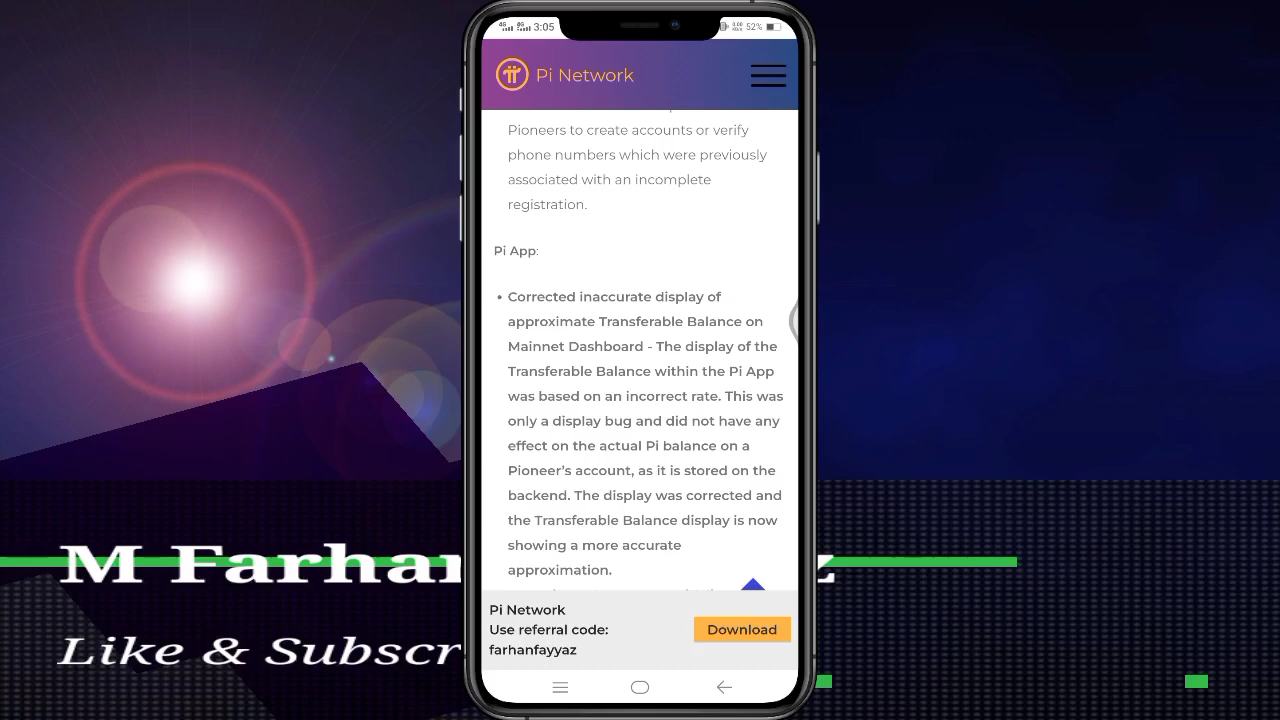 3:05
52%
Pi Network
Pioneers to create accounts or verify
phone numbers which were previously
associated with an incomplete
registration.
Pi App:
• Corrected inaccurate display of
approximate Transferable Balance on
Mainnet Dashboard - The display of the
Transferable Balance within the Pi App
was based on an incorrect rate. This was
only a display bug and did not have any
effect on the actual Pi balance on a
Pioneer’s account, as it is stored on the
backend. The display was corrected and
the Transferable Balance display is now
showing a more accurate
approximation.
Pi Network
Use referral code:
farhanfayyaz
Download
M Farhan
Like & Subscr